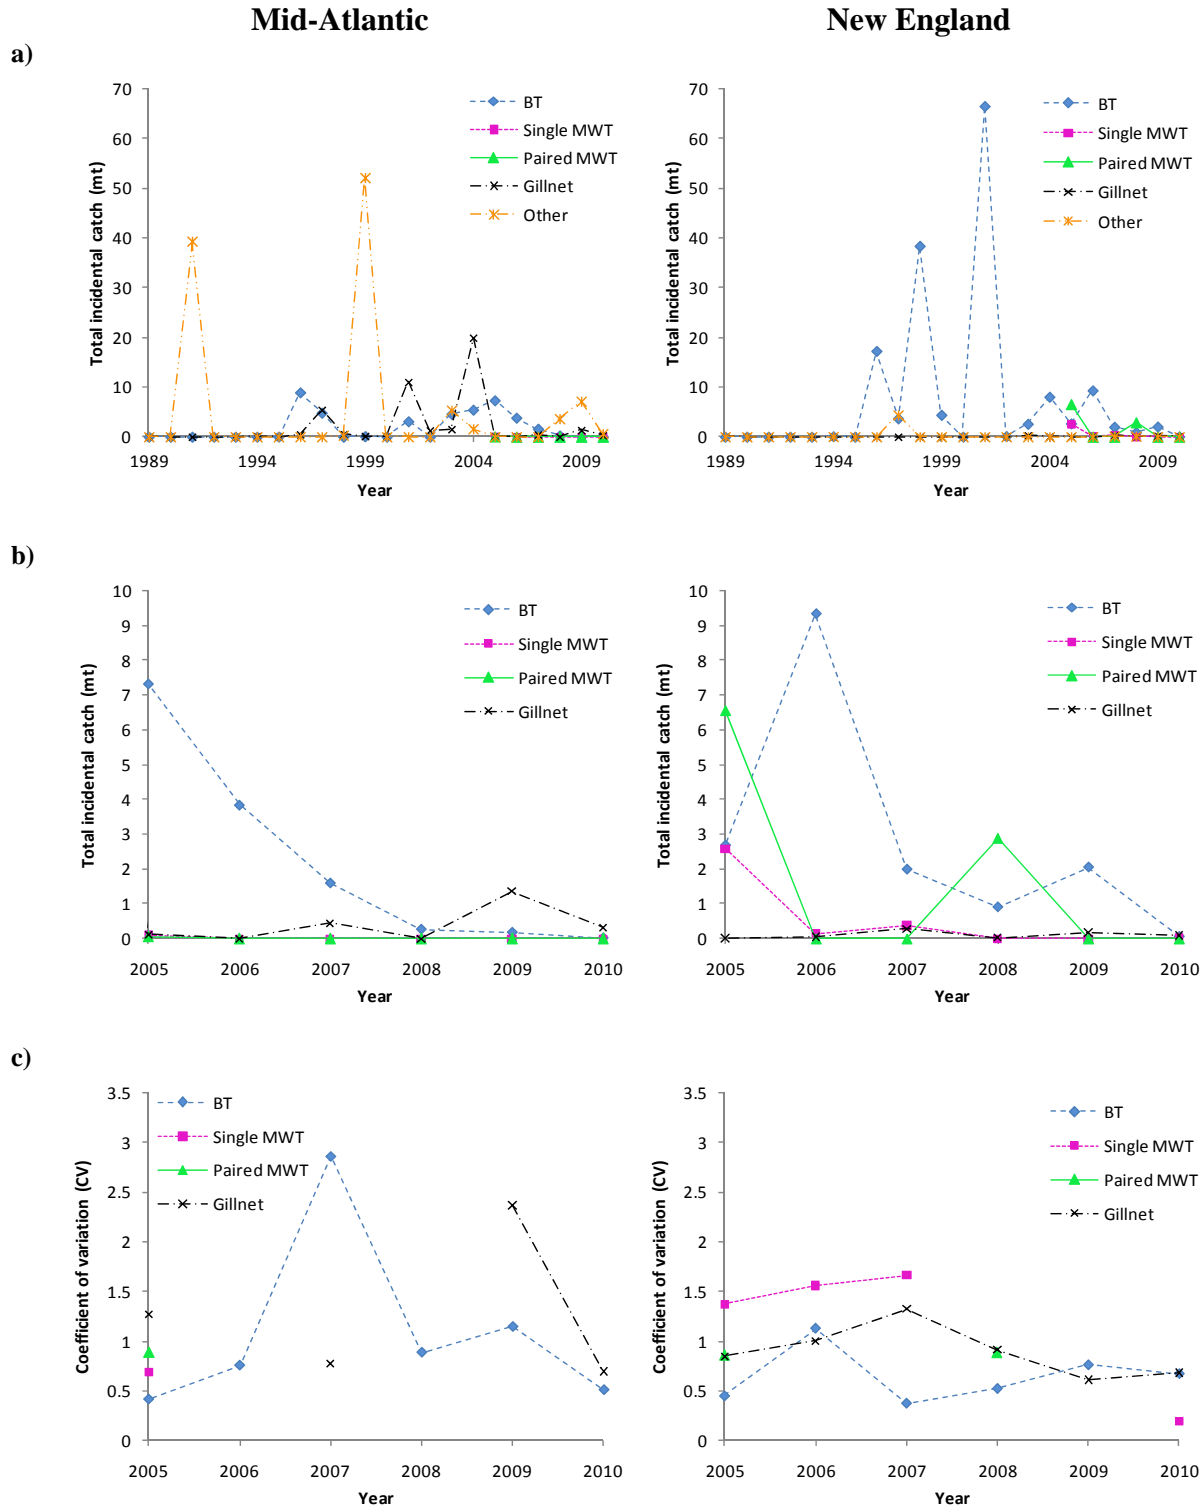 Mid-Atlantic
New England
a)
70
60
50
40
30
20
10
0
Total incidental catch (mt)
1989
1994
1999
2004
2009
Year
BT
Single MWT
Paired MWT
Gillnet
Other
70
60
50
40
30
20
10
0
Total incidental catch (mt)
1989
1994
1999
2004
2009
Year
BT
Single MWT
Paired MWT
Gillnet
Other
b)
10
9
8
7
6
5
4
3
2
1
0
Total incidental catch (mt)
2005
2006
2007
2008
2009
2010
Year
BT
Single MWT
Paired MWT
Gillnet
10
9
8
7
6
5
4
3
2
1
0
Total incidental catch (mt)
2005
2006
2007
2008
2009
2010
Year
BT
Single MWT
Paired MWT
Gillnet
c)
3.5
3
2.5
2
1.5
1
0.5
0
Coefficient of variation (CV)
2005
2006
2007
2008
2009
2010
Year
BT
Single MWT
Paired MWT
Gillnet
3.5
3
2.5
2
1.5
1
0.5
0
Coefficient of variation (CV)
2005
2006
2007
2008
2009
2010
Year
BT
Single MWT
Paired MWT
Gillnet